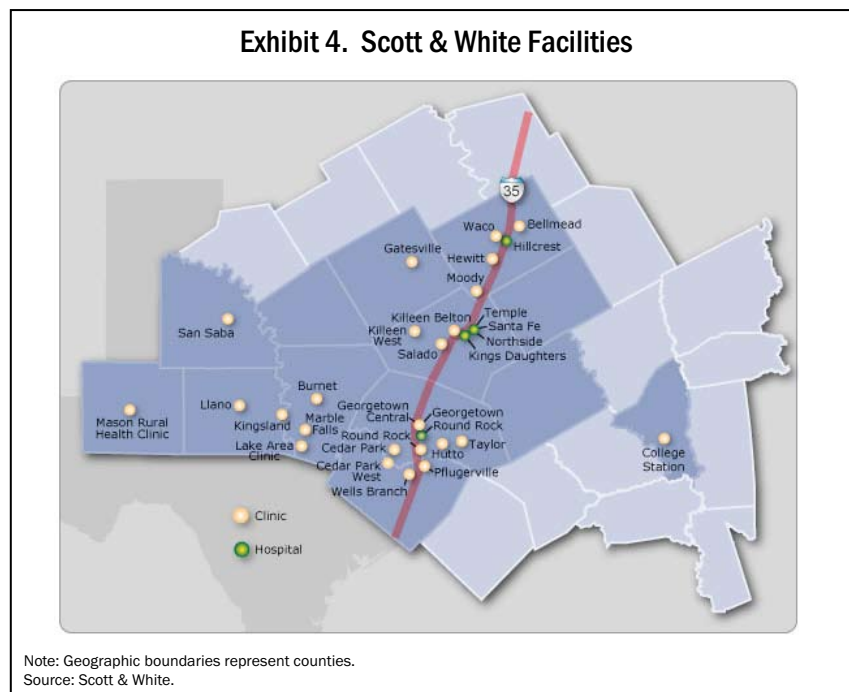 Exhibit 4. Scott & White Facilities
35
Waco
Bellmead
Hillcrest
Gatesville
Hewitt
Moody
Killeen Belton
Temple
Santa Fe
Northside
Kings Daughters
Killeen
West
Salado
San Saba
Burnet
Llano
Kingsland
Marble
Falls
Lake Area
Clinic
Mason Rural
Health Clinic
Georgetown
Central
Georgetown
Round Rock
Round Rock
Cedar Park
Hutto
Taylor
Cedar Park
West
Pflugerville
Wells Branch
College
Station
Clinic
Hospital
Note: Geographic boundaries represent counties.
Source: Scott & White.